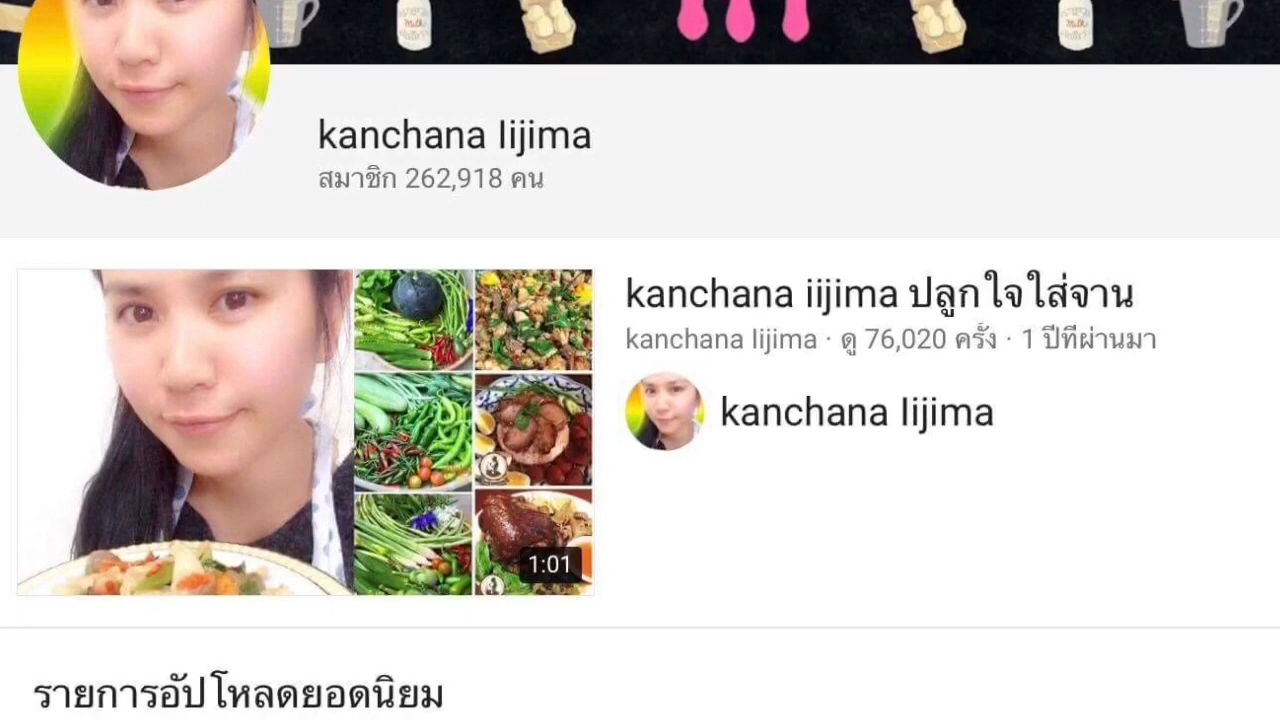 kanchana Iijima
สมาชิก 262,918 คน
kanchana iijima ปลูกใจใส่จาน
kanchana Iijima · ดู 76,020 ครั้ง · 1 ปีที่ผ่านมา
kanchana Iijima
1:01
รายการอัปโหลดยอดนิยม